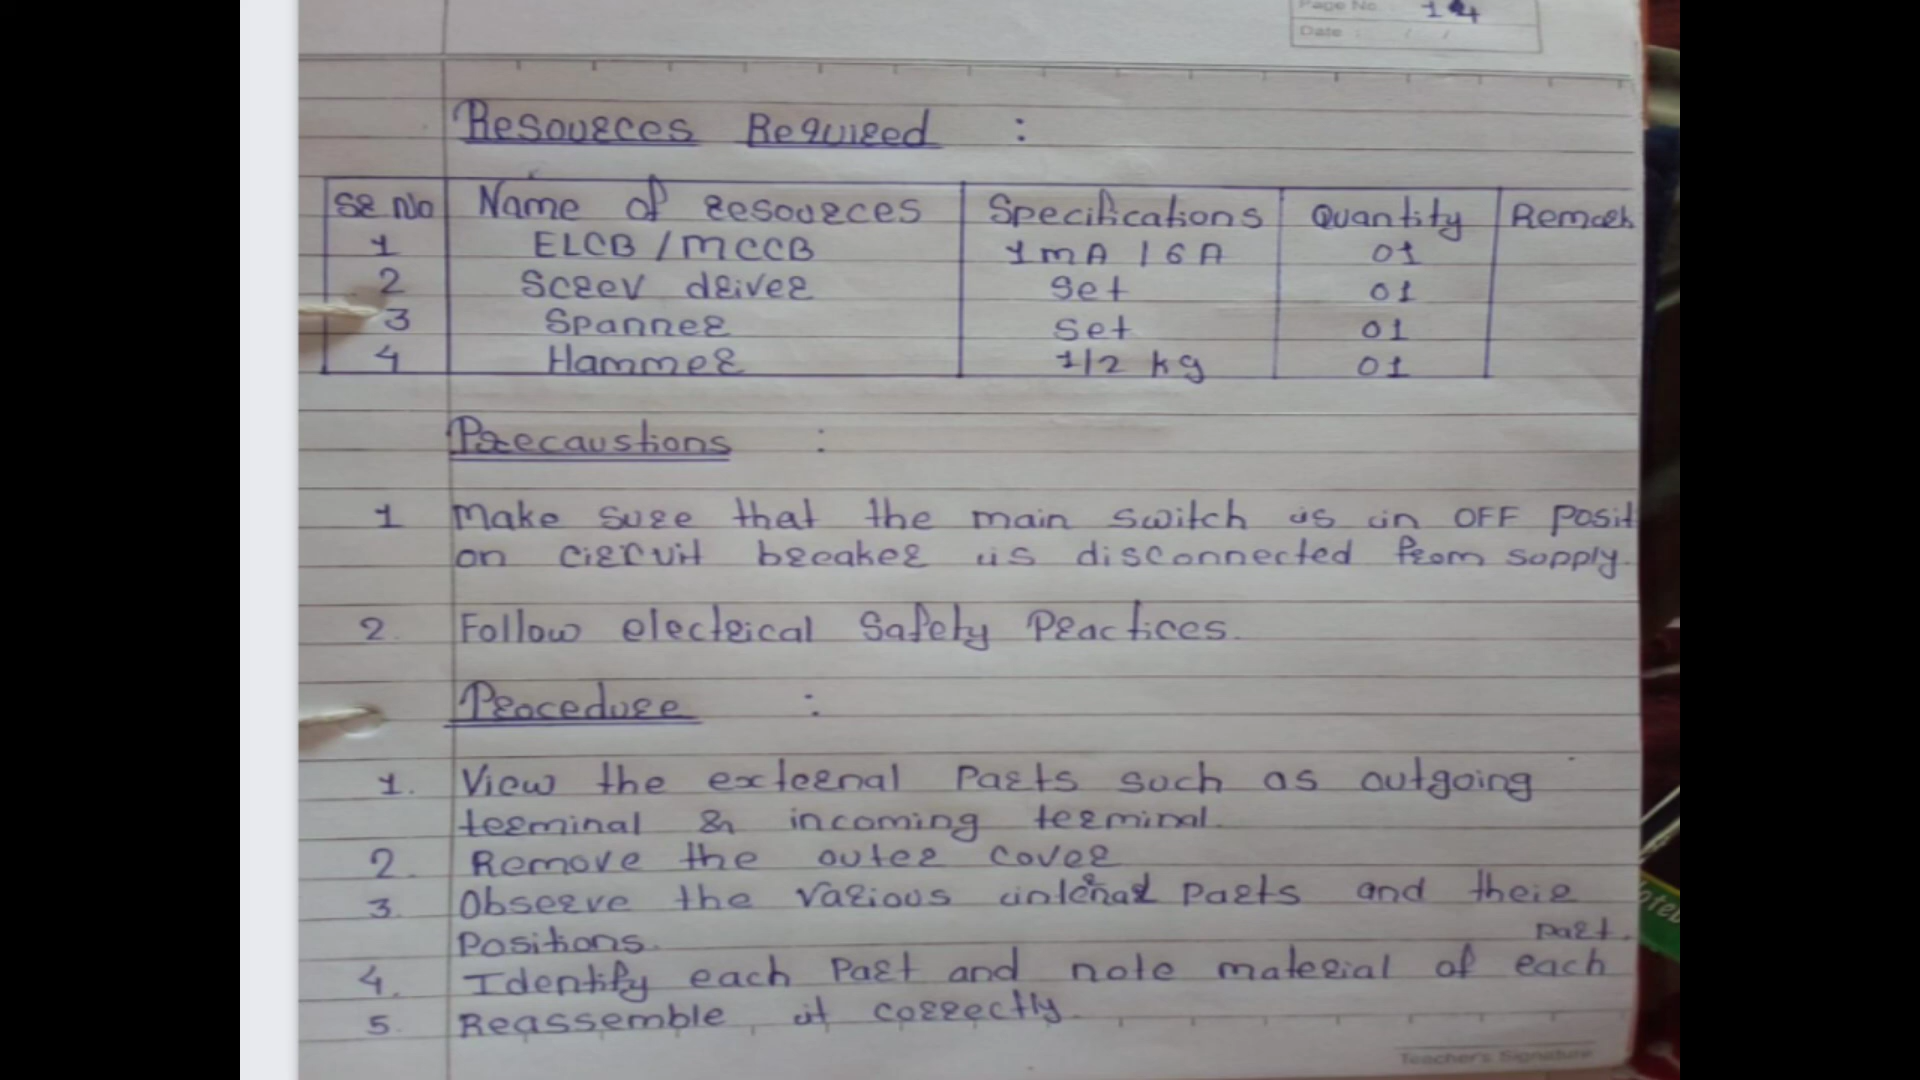 Page No. 14
Date : / /
Resources Required :
Sr No Name of resources Specifications Quantity Remark
1 ELCB / MCCB 1mA / 6A 01
2 Screv driver Set 01
3 Spanner Set 01
4 Hammer 1/2 kg 01
Precaustions :
1 Make sure that the main switch is in OFF posit
on circuit breaker is disconnected from supply.
2. Follow electrical Safety Practices.
Procedure :
1. View the external Parts such as outgoing
terminal & incoming terminal.
2. Remove the outer cover
3. Observe the various internal parts and their
Positions.
4. Identify each Part and note material of each part.
5. Reassemble it correctly.
Teacher's Signature